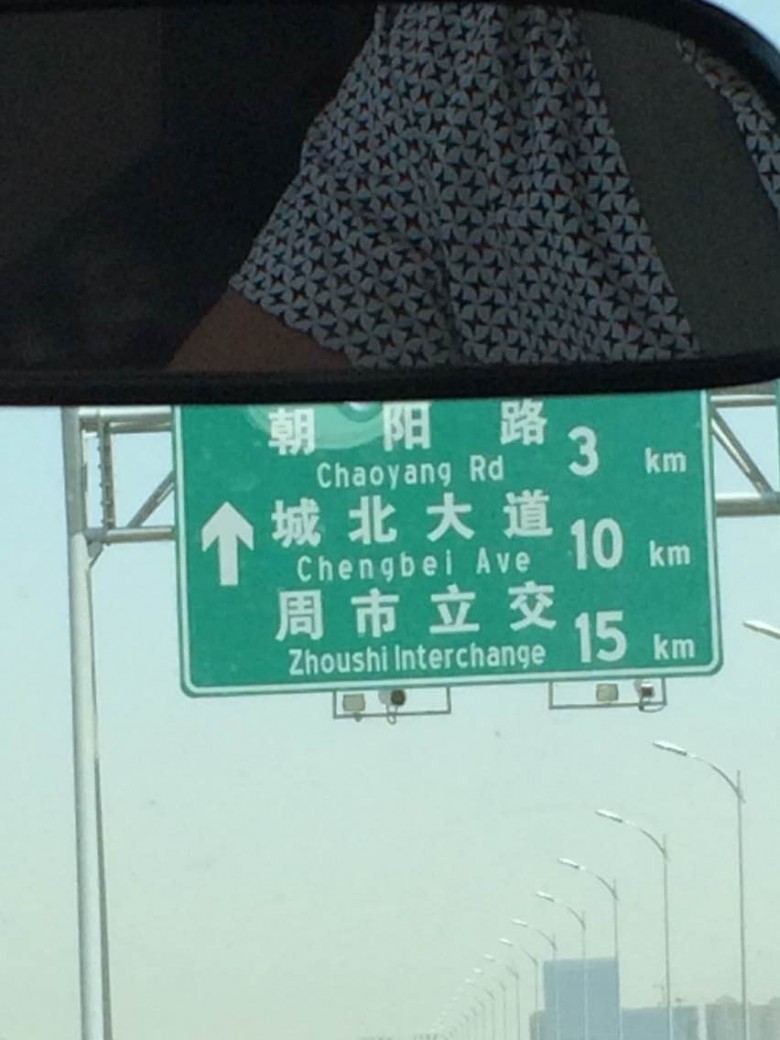 朝阳路 3 km
Chaoyang Rd
城北大道 10 km
Chengbei Ave
周市立交 15 km
Zhoushi Interchange